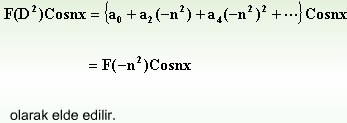 F(D²)Cosnx = {a₀ + a₂(−n²) + a₄(−n²)² + ⋯}Cosnx
= F(−n²)Cosnx
olarak elde edilir.